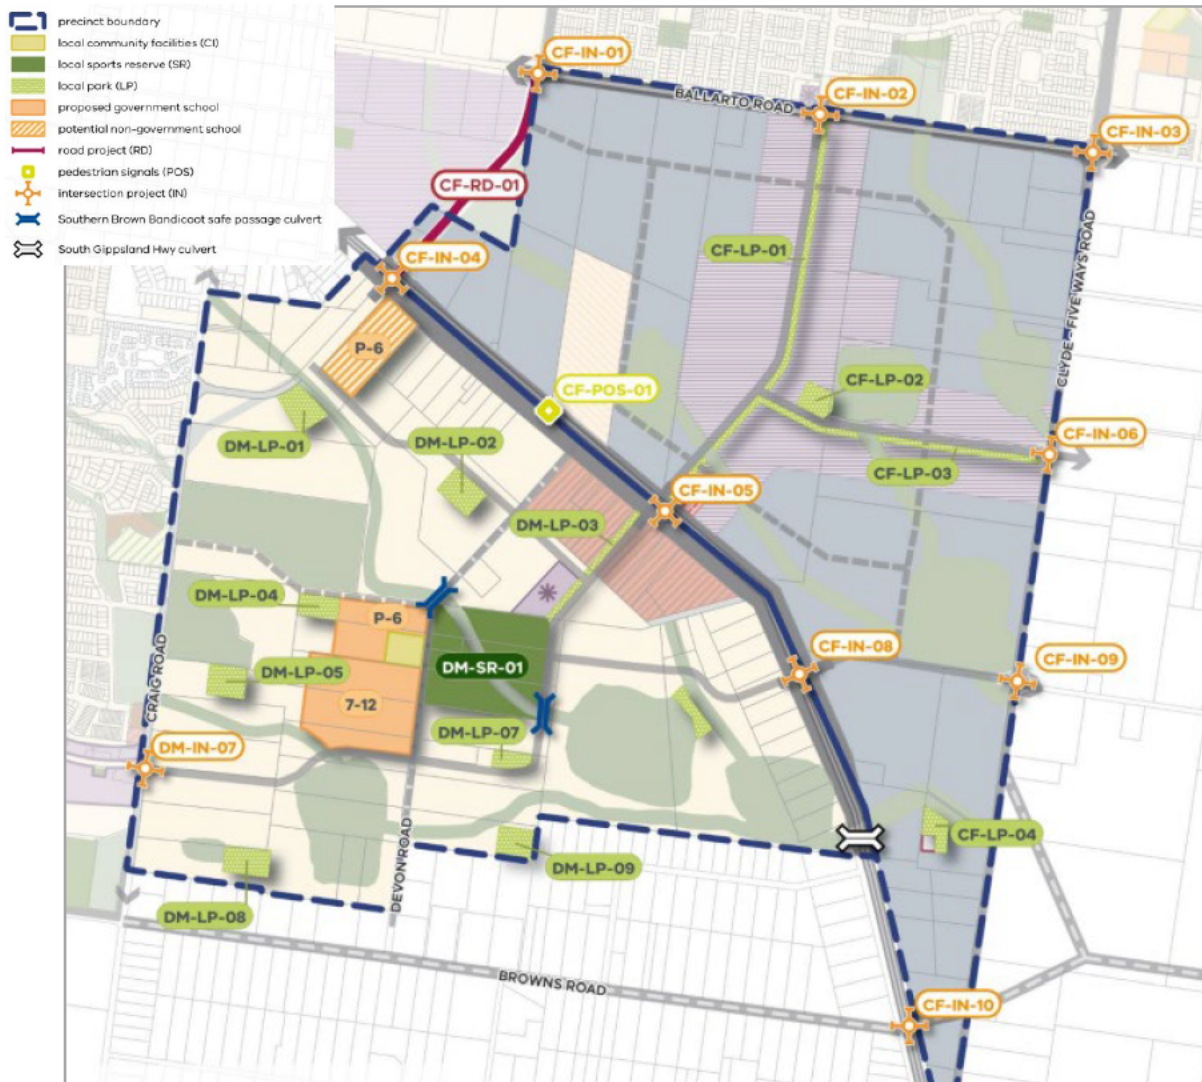 precinct boundary
local community facilities (CI)
local sports reserve (SR)
local park (LP)
proposed government school
potential non-government school
road project (RD)
pedestrian signals (POS)
intersection project (IN)
Southern Brown Bandicoot safe passage culvert
South Gippsland Hwy culvert
CF-IN-01
BALLARTO ROAD
CF-IN-02
CF-IN-03
CF-RD-01
CF-IN-04
CF-LP-01
CLYDE - FIVE WAYS ROAD
P-6
CF-POS-01
CF-LP-02
DM-LP-01
DM-LP-02
CF-IN-06
CF-LP-03
CF-IN-05
DM-LP-03
DM-LP-04
P-6
DM-SR-01
CF-IN-08
CF-IN-09
DM-LP-05
CRAIG ROAD
7-12
DM-LP-07
DM-IN-07
CF-LP-04
DEVON ROAD
DM-LP-09
DM-LP-08
BROWNS ROAD
CF-IN-10